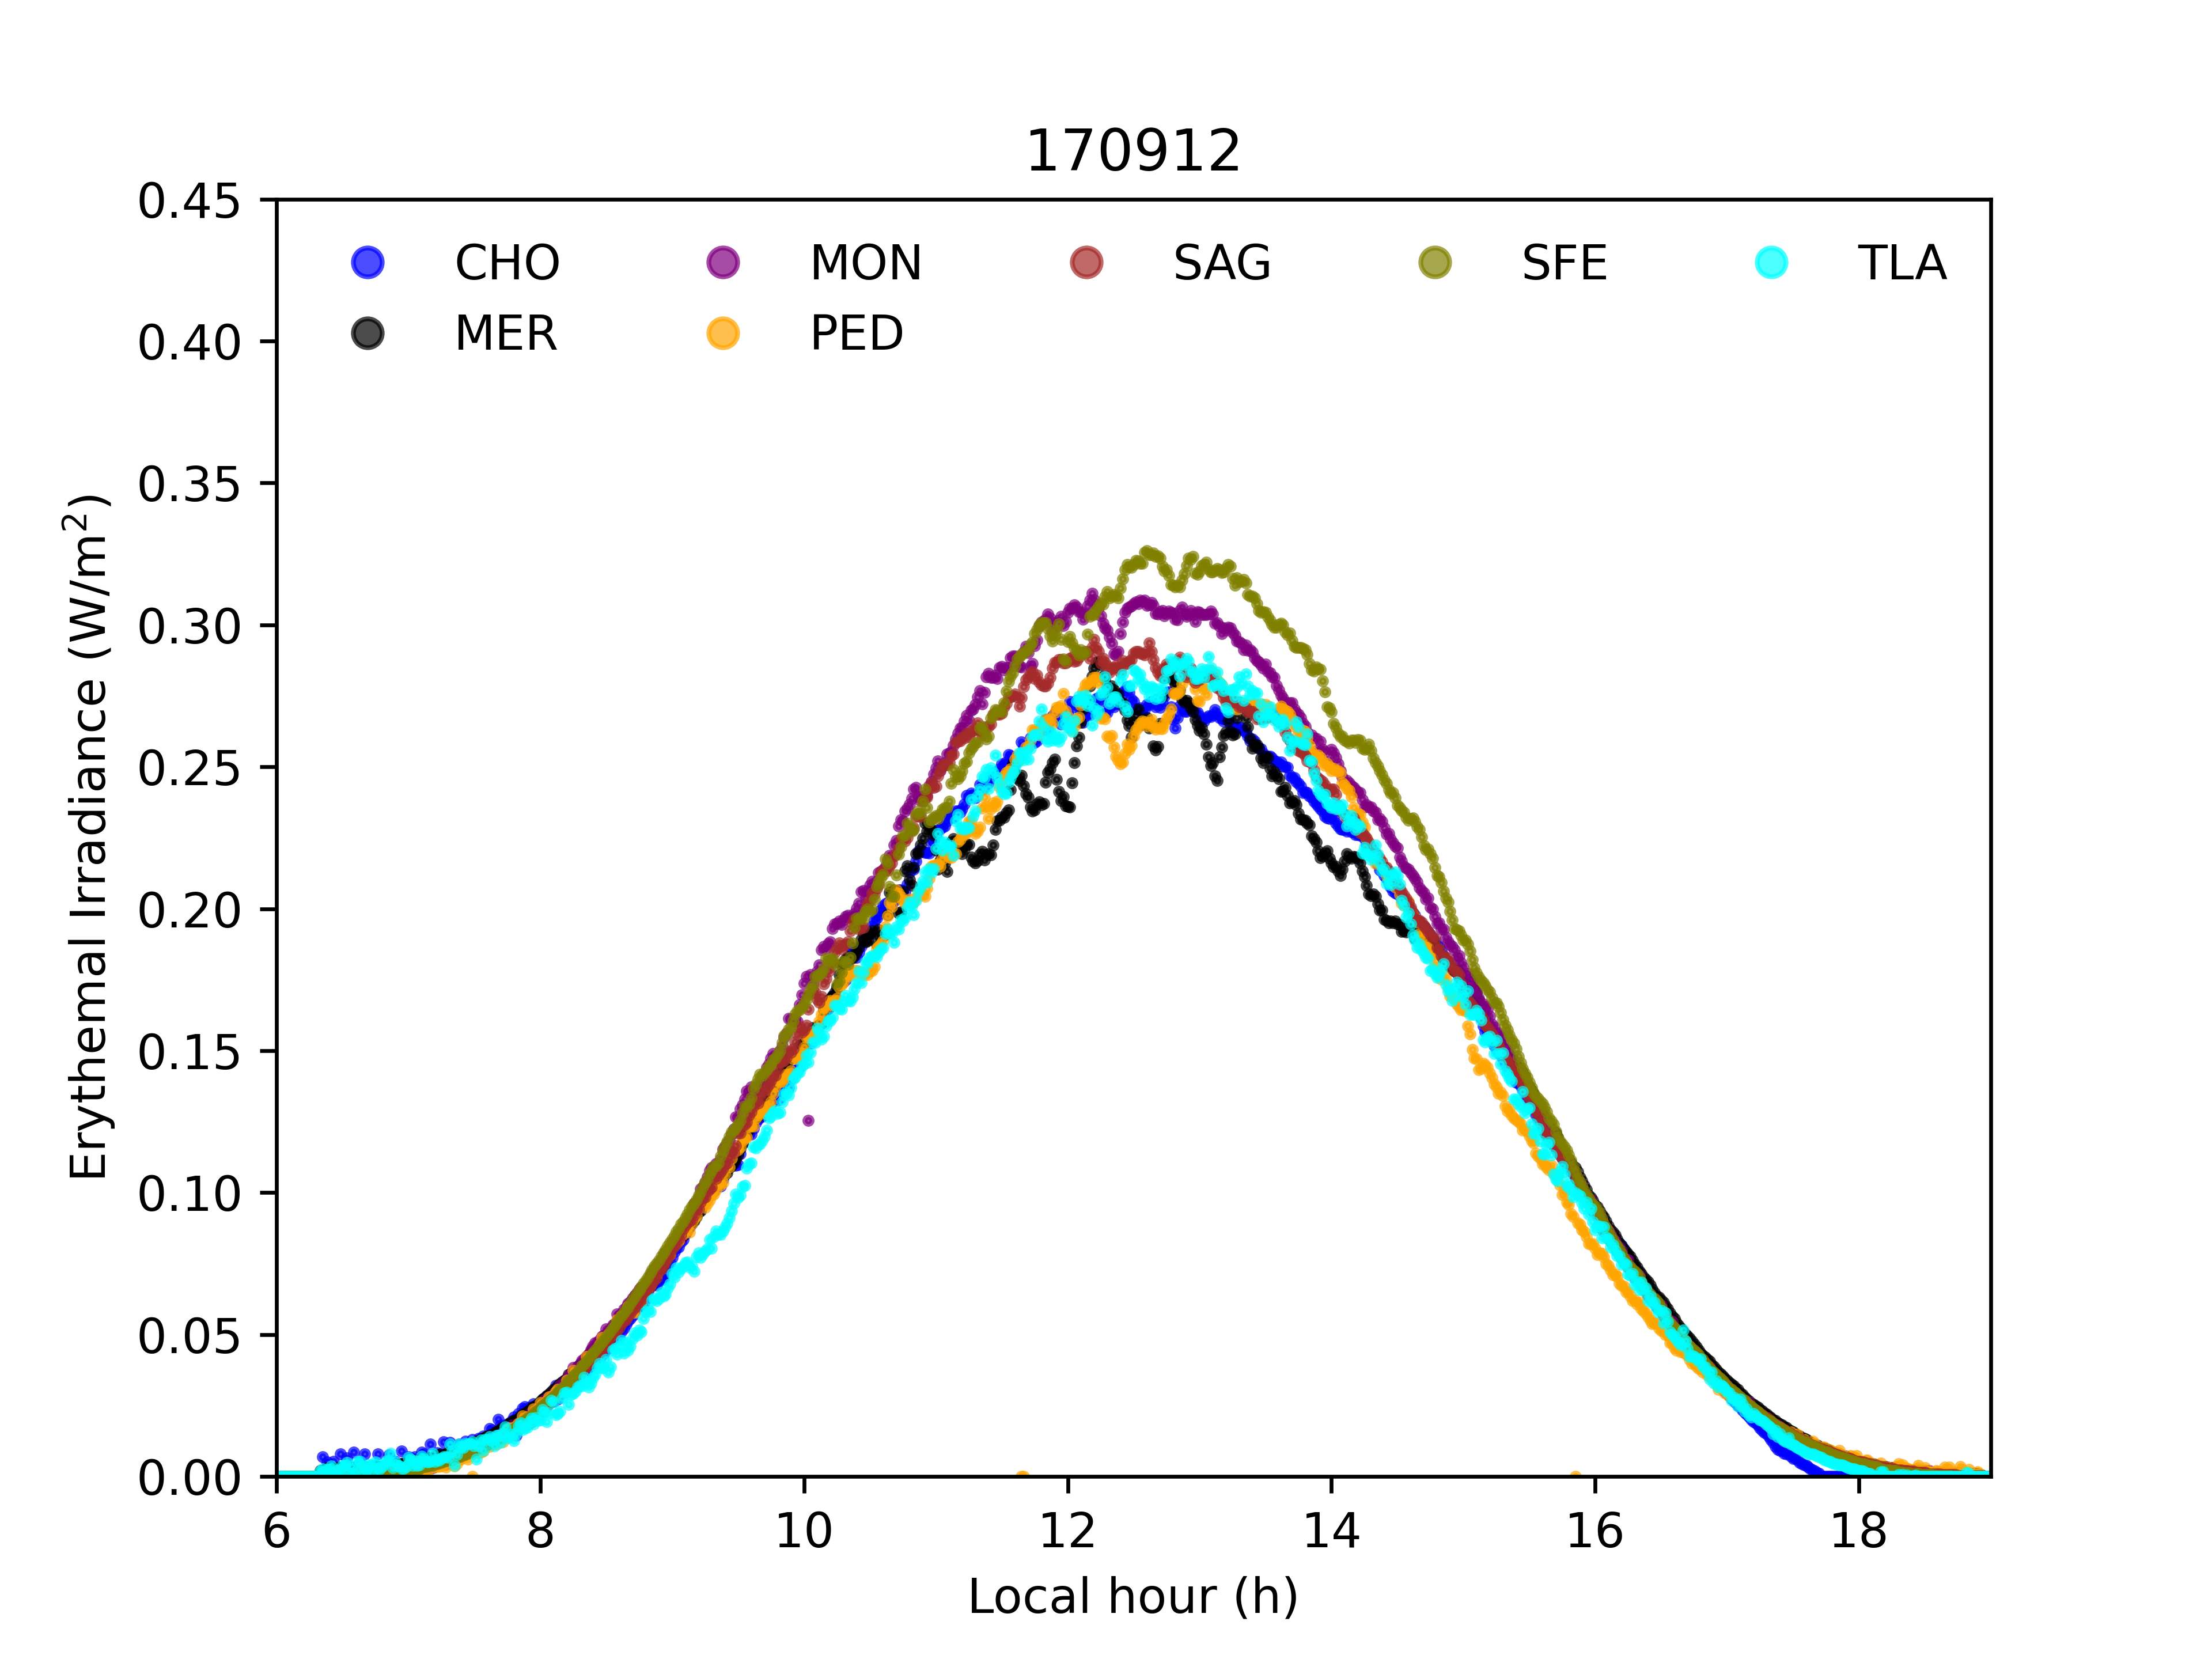 170912
0.45
CHO MON SAG SFE TLA
MER PED
0.40
0.35
0.30
0.25
0.20
0.15
0.10
0.05
0.00
Erythemal Irradiance (W/m²)
6 8 10 12 14 16 18
Local hour (h)